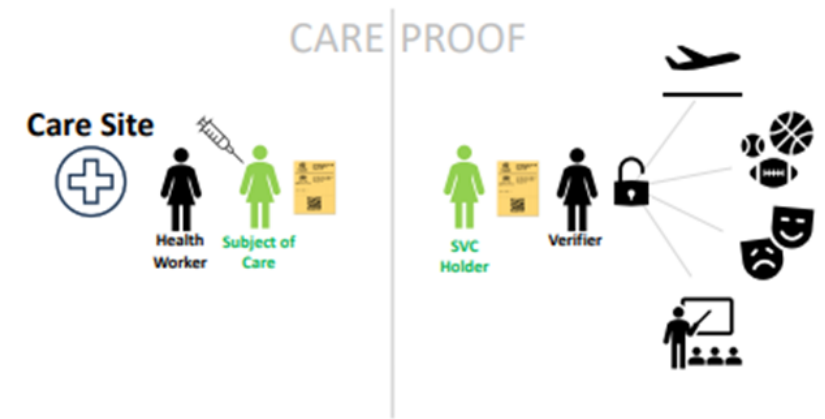 CARE PROOF
Care Site
Health
Worker
Subject of
Care
SVC
Holder
Verifier